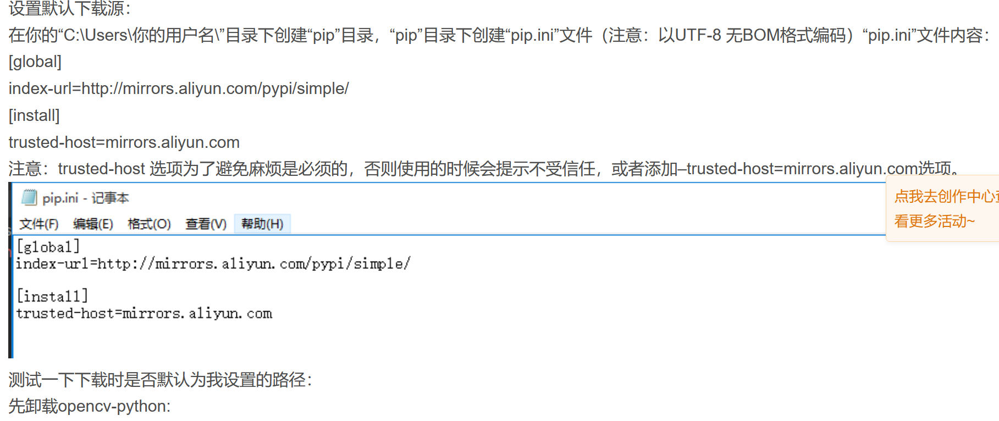 设置默认下载源：
在你的“C:\Users\你的用户名\”目录下创建“pip”目录，“pip”目录下创建“pip.ini”文件（注意：以UTF-8 无BOM格式编码）“pip.ini”文件内容：
[global]
index-url=http://mirrors.aliyun.com/pypi/simple/
[install]
trusted-host=mirrors.aliyun.com
注意：trusted-host 选项为了避免麻烦是必须的，否则使用的时候会提示不受信任，或者添加–trusted-host=mirrors.aliyun.com选项。
pip.ini - 记事本
文件(F) 编辑(E) 格式(O) 查看(V) 帮助(H)
[global]
index-url=http://mirrors.aliyun.com/pypi/simple/
[install]
trusted-host=mirrors.aliyun.com
点我去创作中心查
看更多活动~
测试一下下载时是否默认为我设置的路径：
先卸载opencv-python: